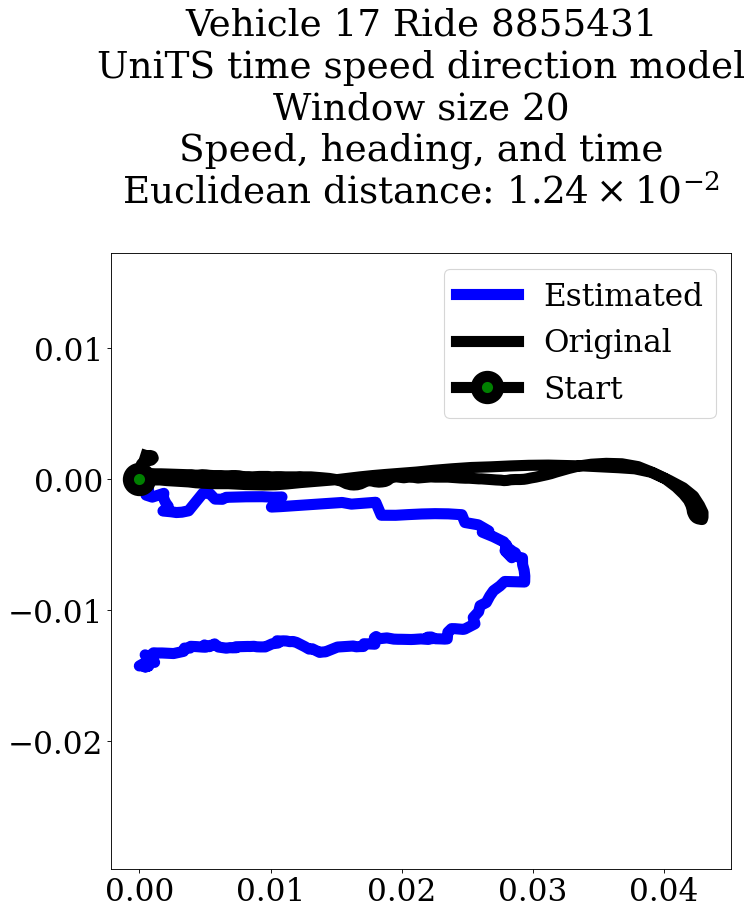 Vehicle 17 Ride 8855431
UniTS time speed direction model
Window size 20
Speed, heading, and time
Euclidean distance: $1.24 \times 10^{-2}$
Estimated
Original
Start
0.01
0.00
−0.01
−0.02
0.00 0.01 0.02 0.03 0.04